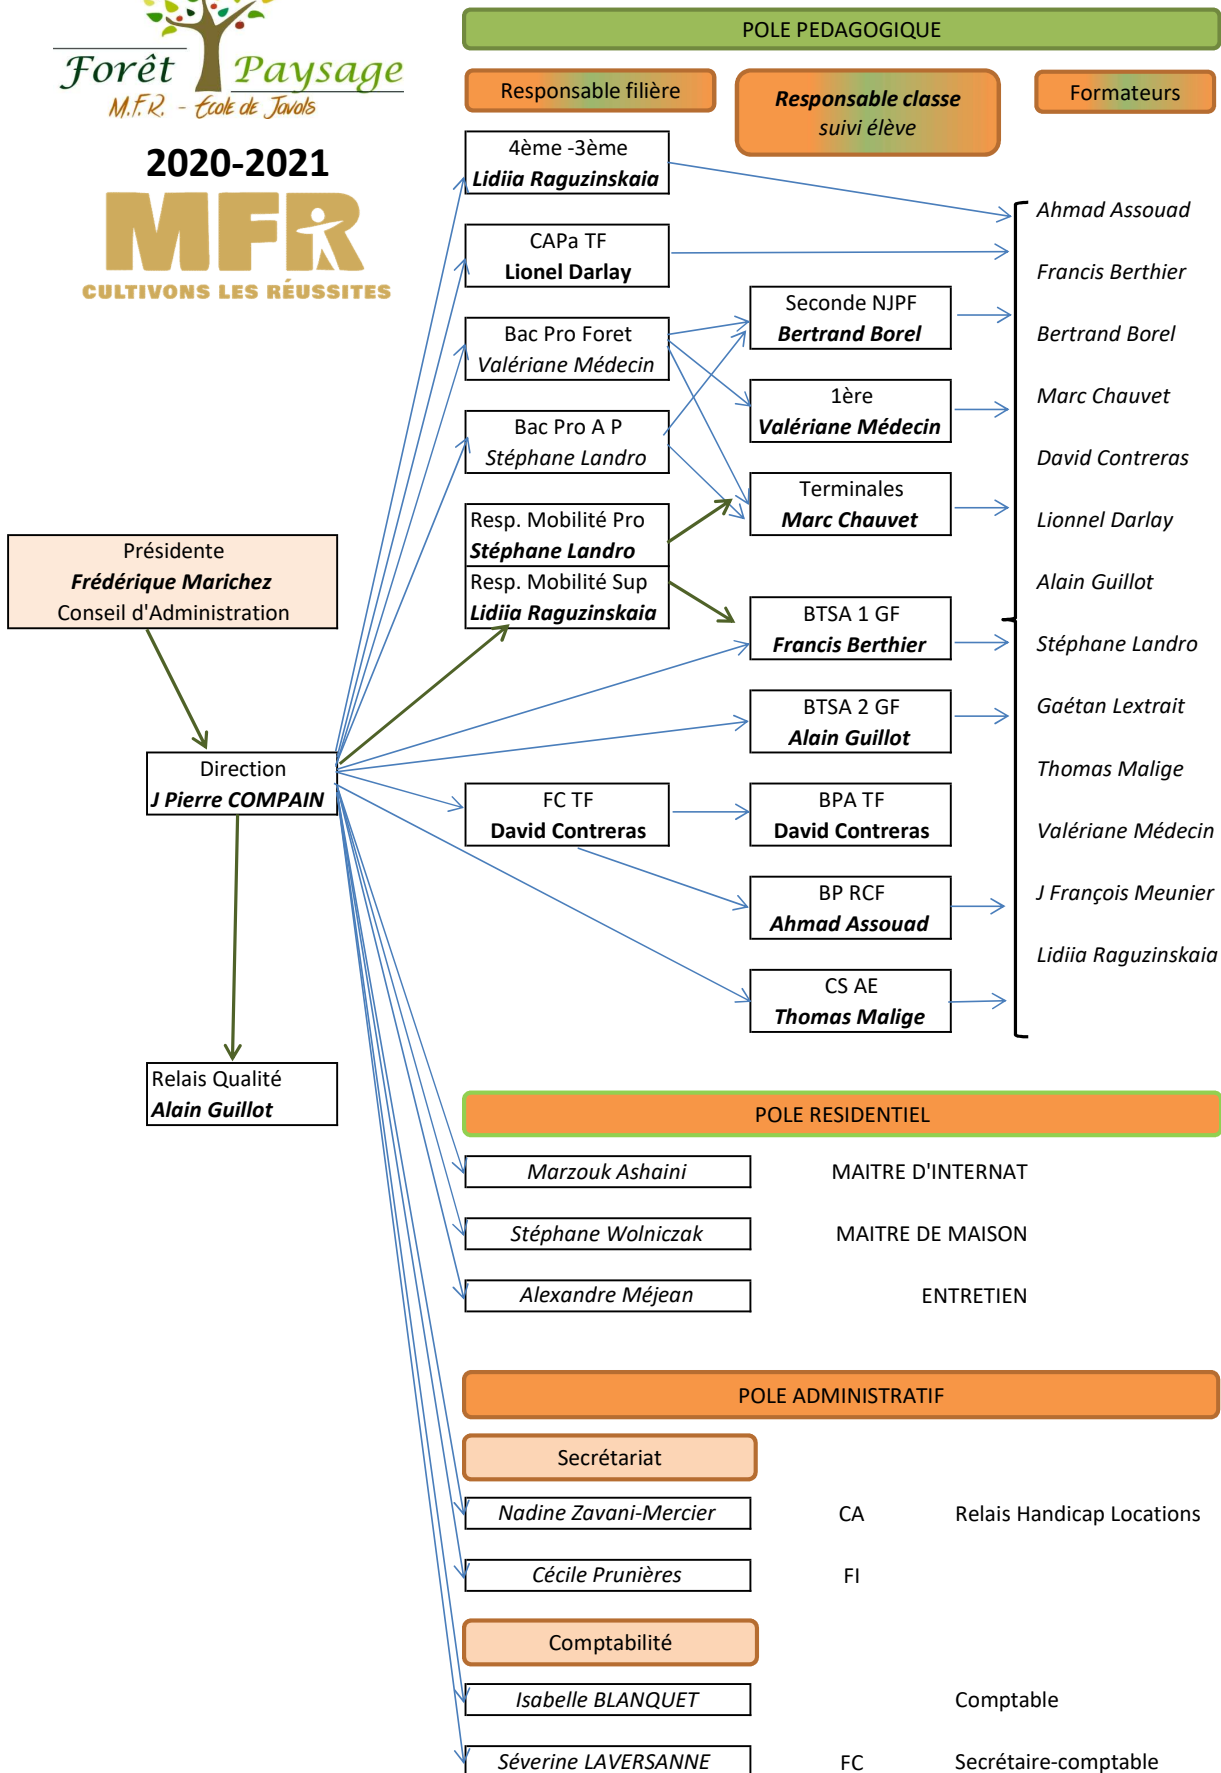 Forêt Paysage
M.F.R. - École de Javols
2020-2021
MFR
CULTIVONS LES RÉUSSITES
POLE PEDAGOGIQUE
Responsable filière
Responsable classe
suivi élève
Formateurs
4ème -3ème
Lidiia Raguzinskaia
CAPa TF
Lionel Darlay
Bac Pro Foret
Valériane Médecin
Bac Pro A P
Stéphane Landro
Resp. Mobilité Pro
Stéphane Landro
Resp. Mobilité Sup
Lidiia Raguzinskaia
Seconde NJPF
Bertrand Borel
1ère
Valériane Médecin
Terminales
Marc Chauvet
BTSA 1 GF
Francis Berthier
BTSA 2 GF
Alain Guillot
FC TF
David Contreras
BPA TF
David Contreras
BP RCF
Ahmad Assouad
CS AE
Thomas Malige
Ahmad Assouad
Francis Berthier
Bertrand Borel
Marc Chauvet
David Contreras
Lionnel Darlay
Alain Guillot
Stéphane Landro
Gaétan Lextrait
Thomas Malige
Valériane Médecin
J François Meunier
Lidiia Raguzinskaia
Présidente
Frédérique Marichez
Conseil d'Administration
Direction
J Pierre COMPAIN
Relais Qualité
Alain Guillot
POLE RESIDENTIEL
Marzouk Ashaini MAITRE D'INTERNAT
Stéphane Wolniczak MAITRE DE MAISON
Alexandre Méjean ENTRETIEN
POLE ADMINISTRATIF
Secrétariat
Nadine Zavani-Mercier CA Relais Handicap Locations
Cécile Prunières FI
Comptabilité
Isabelle BLANQUET Comptable
Séverine LAVERSANNE FC Secrétaire-comptable